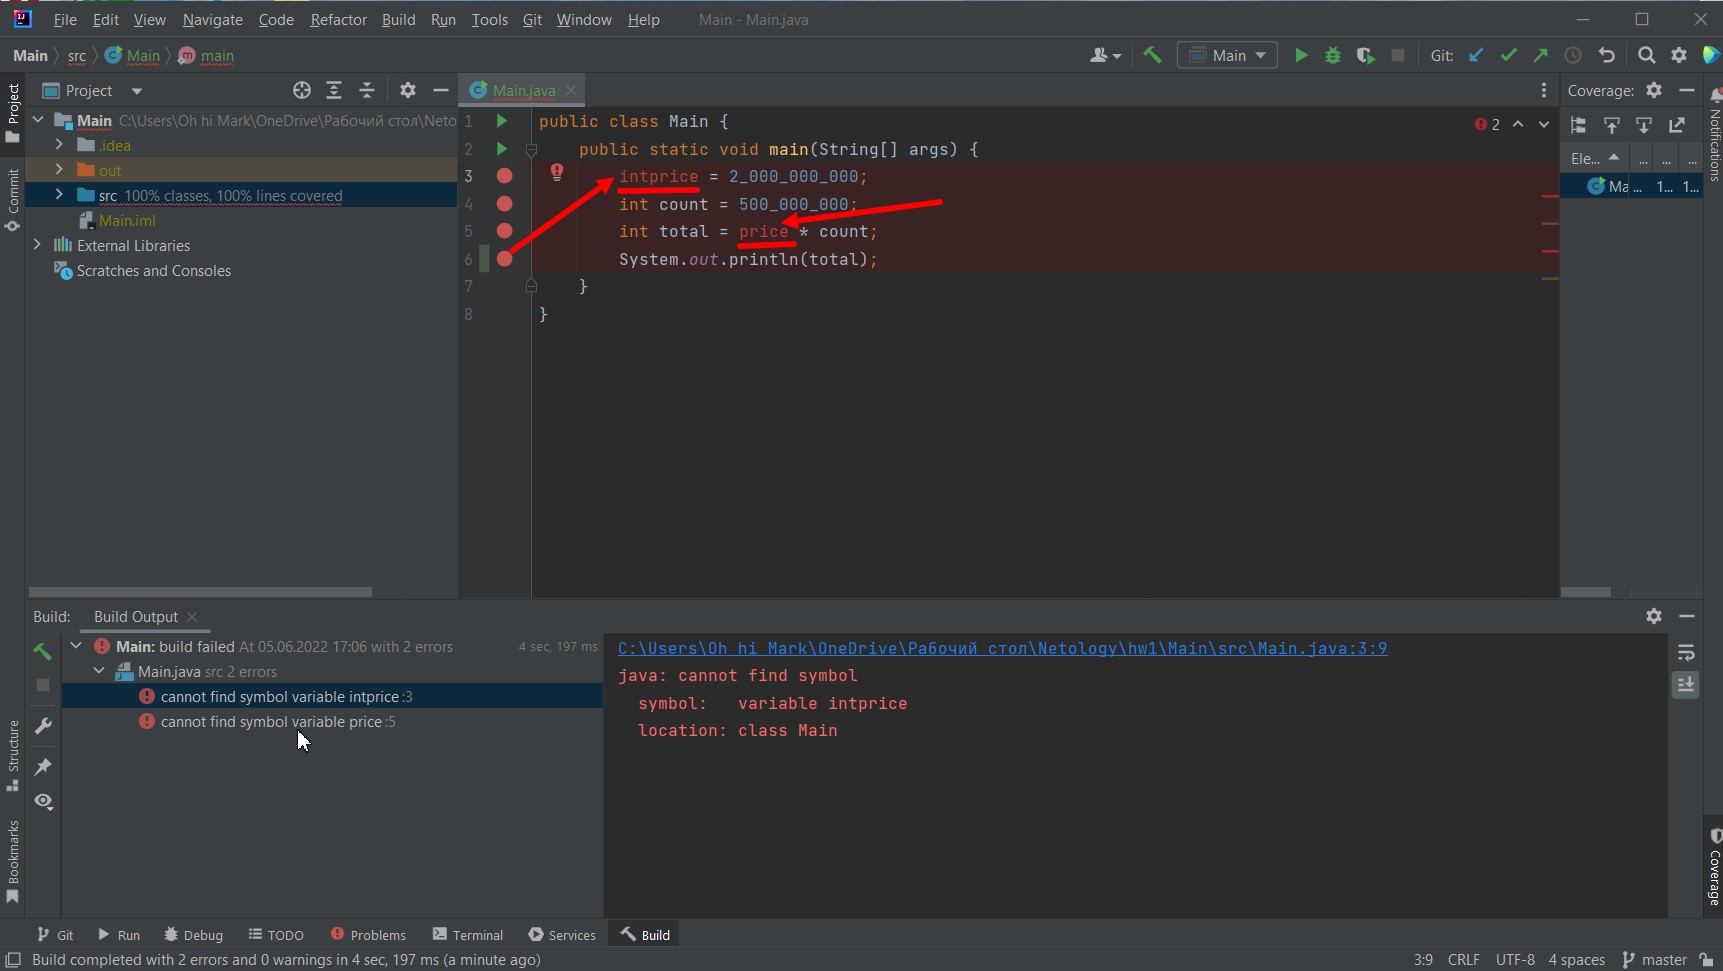 File Edit View Navigate Code Refactor Build Run Tools Git Window Help Main - Main.java
Main src Main main Main Git:
Project Main.java Coverage:
Project
Commit
Structure
Bookmarks
Notifications
Coverage
Main C:\Users\Oh hi Mark\OneDrive\Рабочий стол\Neto
.idea
out
src 100% classes, 100% lines covered
Main.iml
External Libraries
Scratches and Consoles
1 public class Main {
2 public static void main(String[] args) {
3 intprice = 2_000_000_000;
4 int count = 500_000_000;
5 int total = price * count;
6 System.out.println(total);
7 }
8 }
2
Ele... ... ... ...
Ma... 1... 1...
Build: Build Output
Main: build failed At 05.06.2022 17:06 with 2 errors 4 sec, 197 ms
Main.java src 2 errors
cannot find symbol variable intprice :3
cannot find symbol variable price :5
C:\Users\Oh hi Mark\OneDrive\Рабочий стол\Netology\hw1\Main\src\Main.java:3:9
java: cannot find symbol
symbol: variable intprice
location: class Main
Git Run Debug TODO Problems Terminal Services Build
Build completed with 2 errors and 0 warnings in 4 sec, 197 ms (a minute ago) 3:9 CRLF UTF-8 4 spaces master